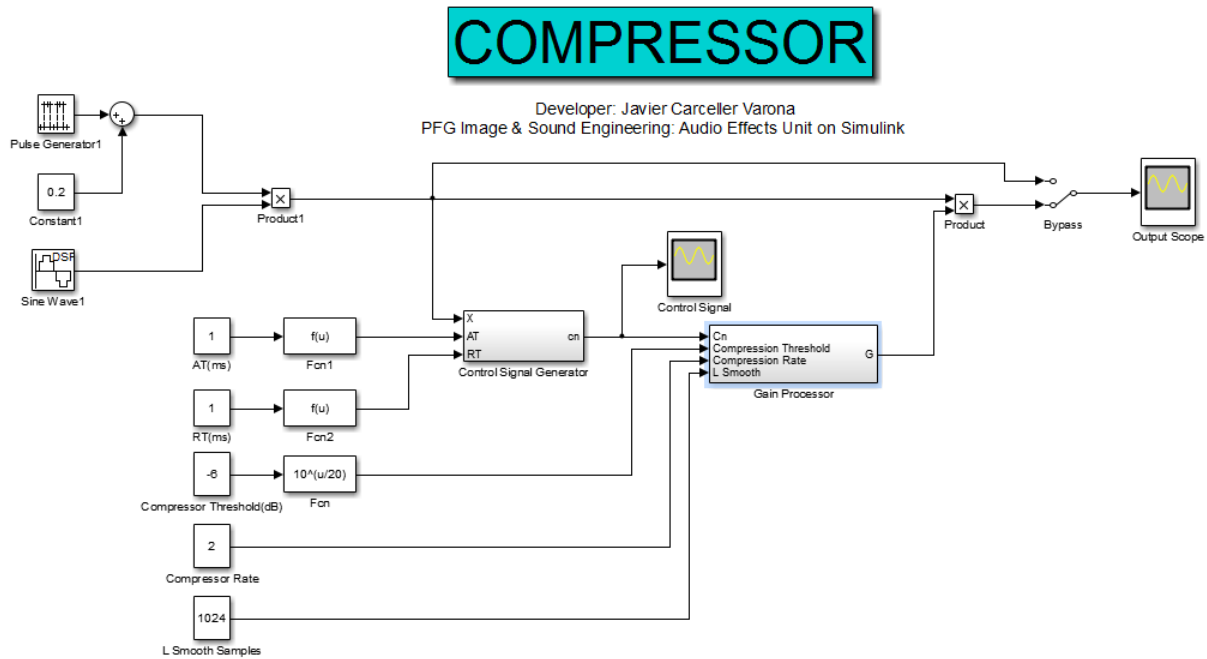 COMPRESSOR
Developer: Javier Carceller Varona
PFG Image & Sound Engineering: Audio Effects Unit on Simulink
Pulse Generator1
0.2
Constant1
DSP
Sine Wave1
Product1
Product
Bypass
Output Scope
Control Signal
X
AT
RT
cn
Control Signal Generator
Cn
Compression Threshold
Compression Rate
L Smooth
G
Gain Processor
1
AT(ms)
f(u)
Fcn1
1
RT(ms)
f(u)
Fcn2
-6
Compressor Threshold(dB)
10^(u/20)
Fcn
2
Compressor Rate
1024
L Smooth Samples